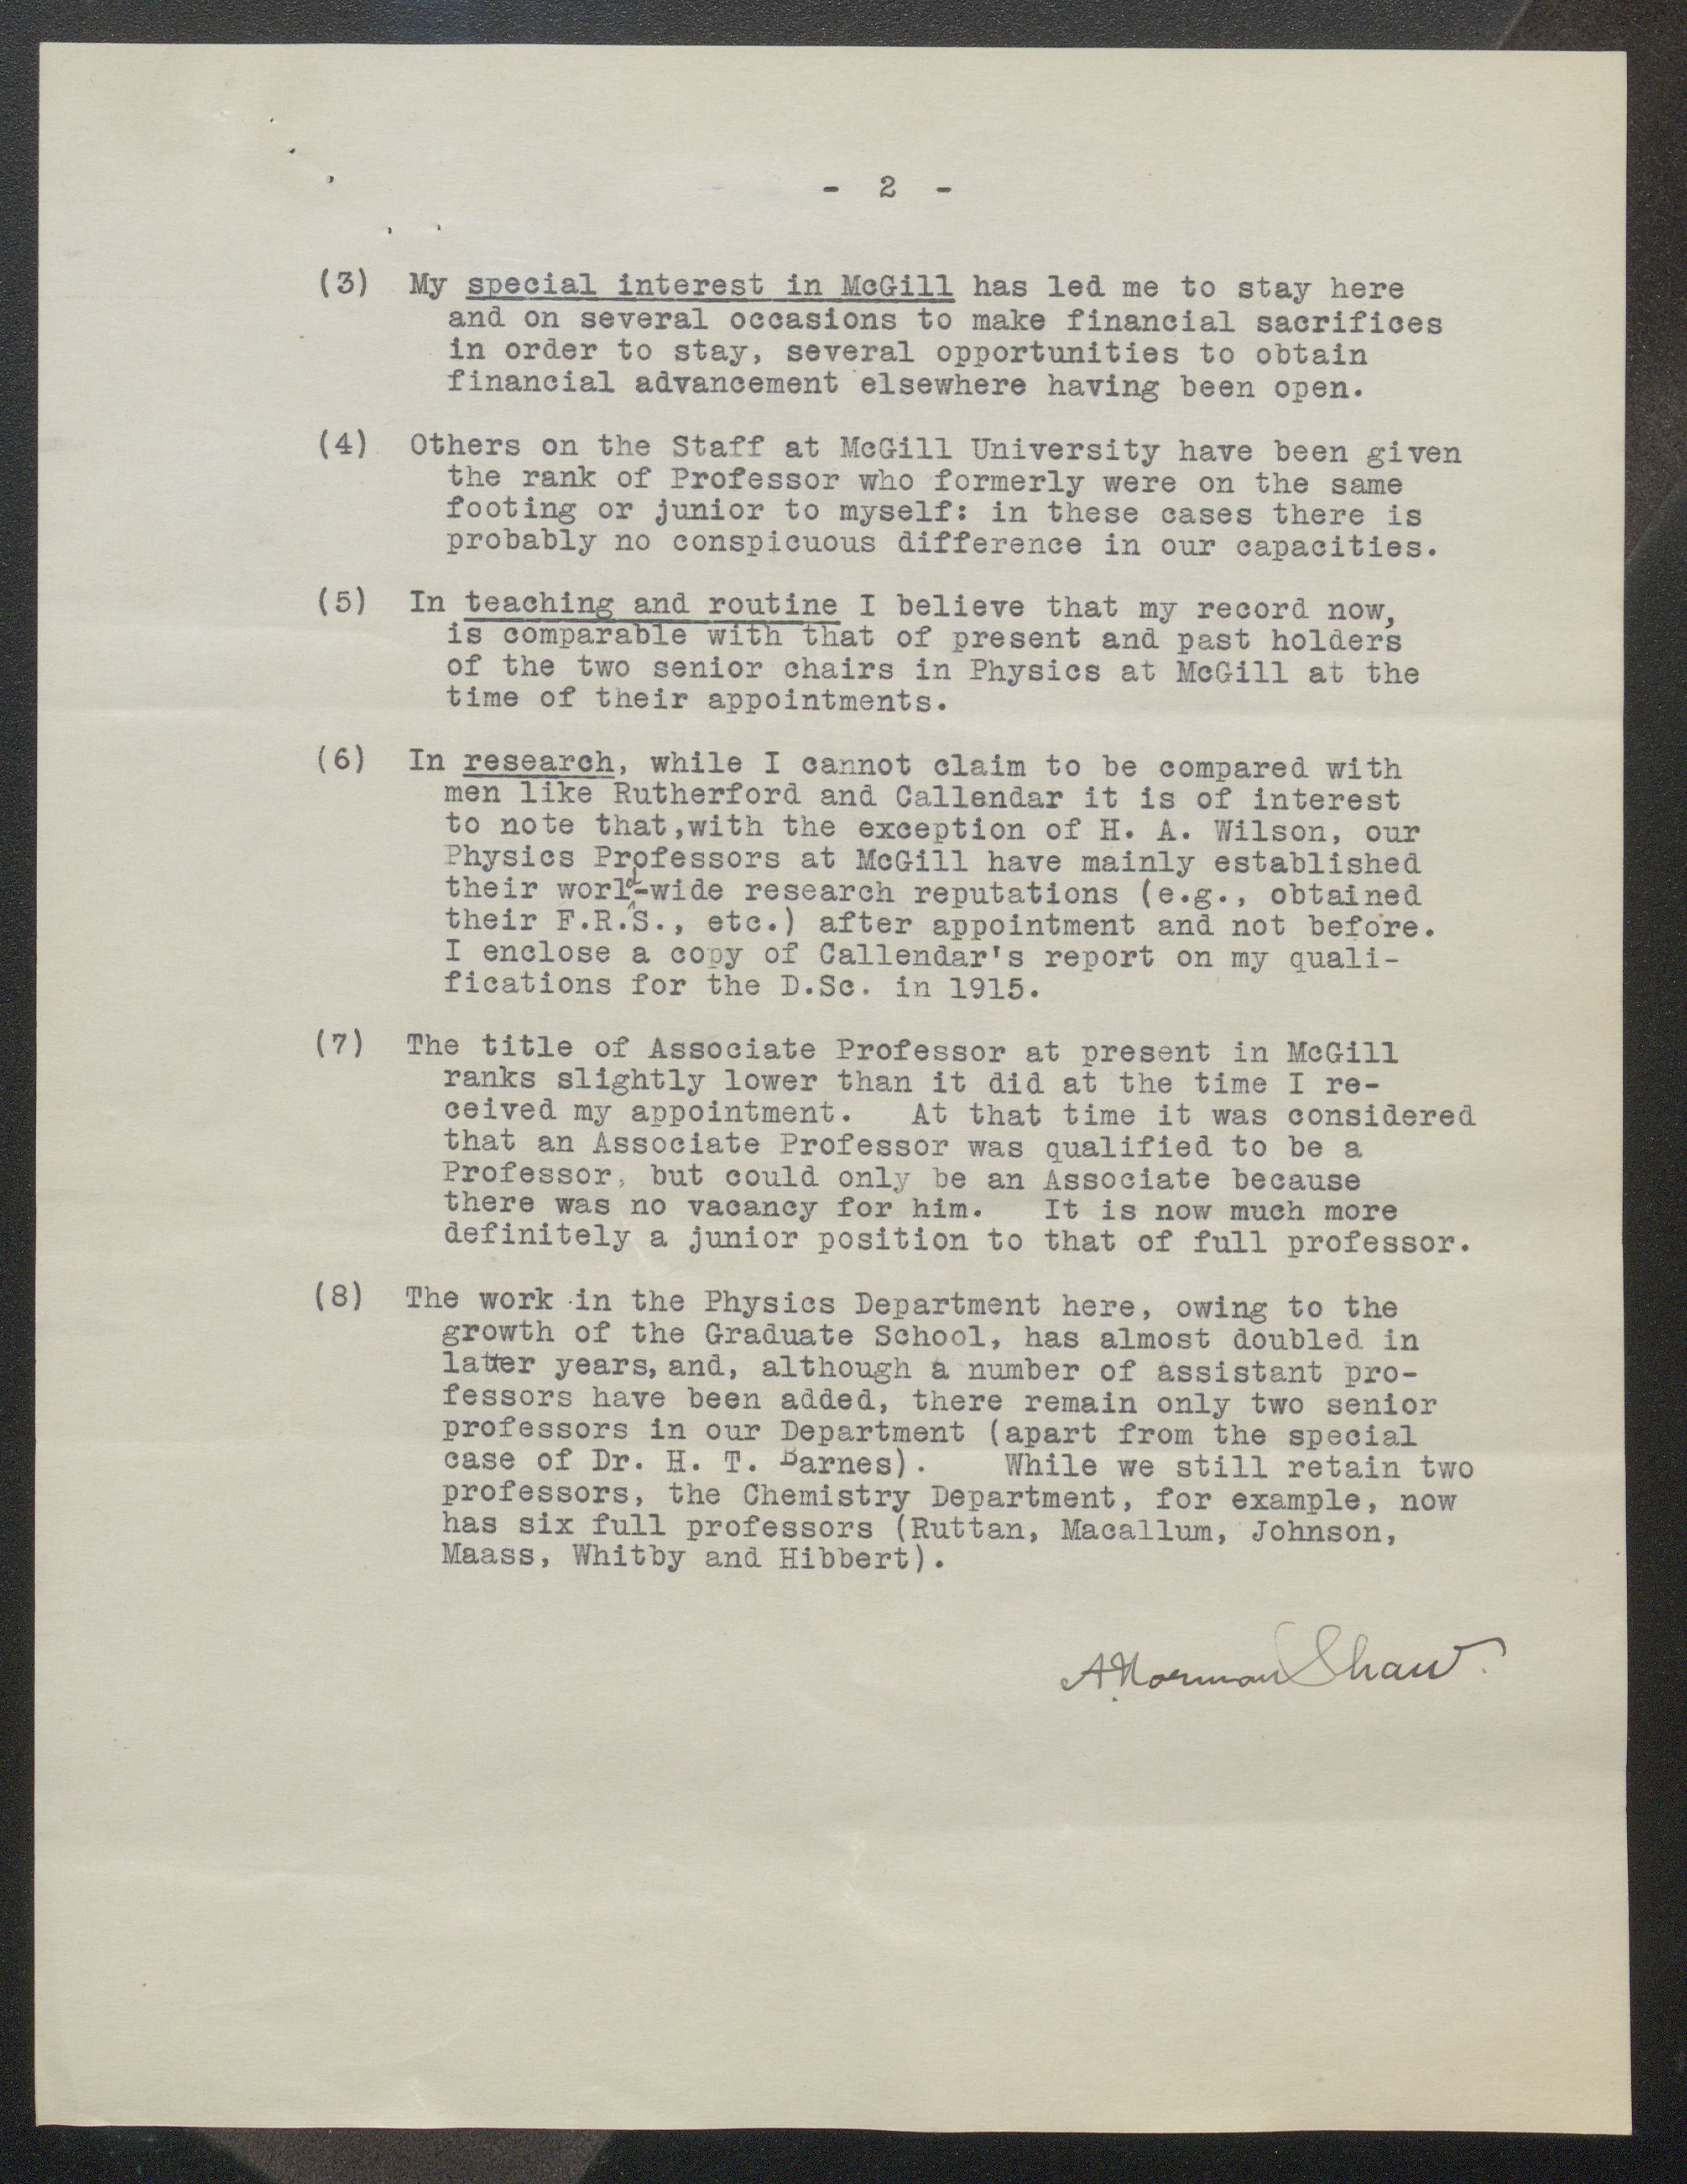 - 2 -
(3) My special interest in McGill has led me to stay here
and on several occasions to make financial sacrifices
in order to stay, several opportunities to obtain
financial advancement elsewhere having been open.
(4) Others on the Staff at McGill University have been given
the rank of Professor who formerly were on the same
footing or junior to myself: in these cases there is
probably no conspicuous difference in our capacities.
(5) In teaching and routine I believe that my record now,
is comparable with that of present and past holders
of the two senior chairs in Physics at McGill at the
time of their appointments.
(6) In research, while I cannot claim to be compared with
men like Rutherford and Callendar it is of interest
to note that,with the exception of H. A. Wilson, our
Physics Professors at McGill have mainly established
their world-wide research reputations (e.g., obtained
their F.R.S., etc.) after appointment and not before.
I enclose a copy of Callendar's report on my quali-
fications for the D.Sc. in 1915.
(7) The title of Associate Professor at present in McGill
ranks slightly lower than it did at the time I re-
ceived my appointment. At that time it was considered
that an Associate Professor was qualified to be a
Professor, but could only be an Associate because
there was no vacancy for him. It is now much more
definitely a junior position to that of full professor.
(8) The work in the Physics Department here, owing to the
growth of the Graduate School, has almost doubled in
latter years, and, although a number of assistant pro-
fessors have been added, there remain only two senior
professors in our Department (apart from the special
case of Dr. H. T. Barnes). While we still retain two
professors, the Chemistry Department, for example, now
has six full professors (Ruttan, Macallum, Johnson,
Maass, Whitby and Hibbert).
A. Norman Shaw.